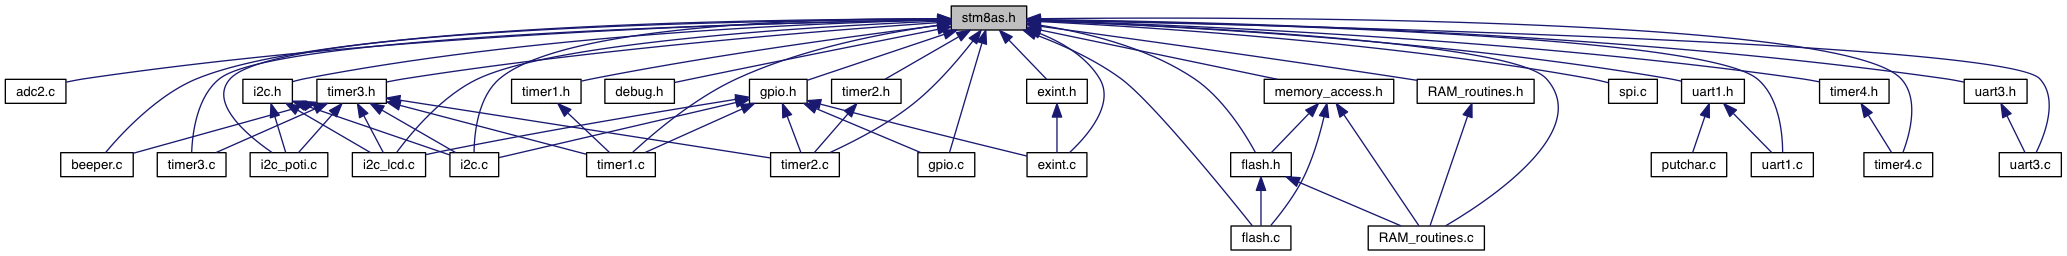 stm8as.h
adc2.c
i2c.h
timer3.h
timer1.h
debug.h
gpio.h
timer2.h
exint.h
memory_access.h
RAM_routines.h
spi.c
uart1.h
timer4.h
uart3.h
beeper.c
timer3.c
i2c_poti.c
i2c_lcd.c
i2c.c
timer1.c
timer2.c
gpio.c
exint.c
flash.h
putchar.c
uart1.c
timer4.c
uart3.c
flash.c
RAM_routines.c